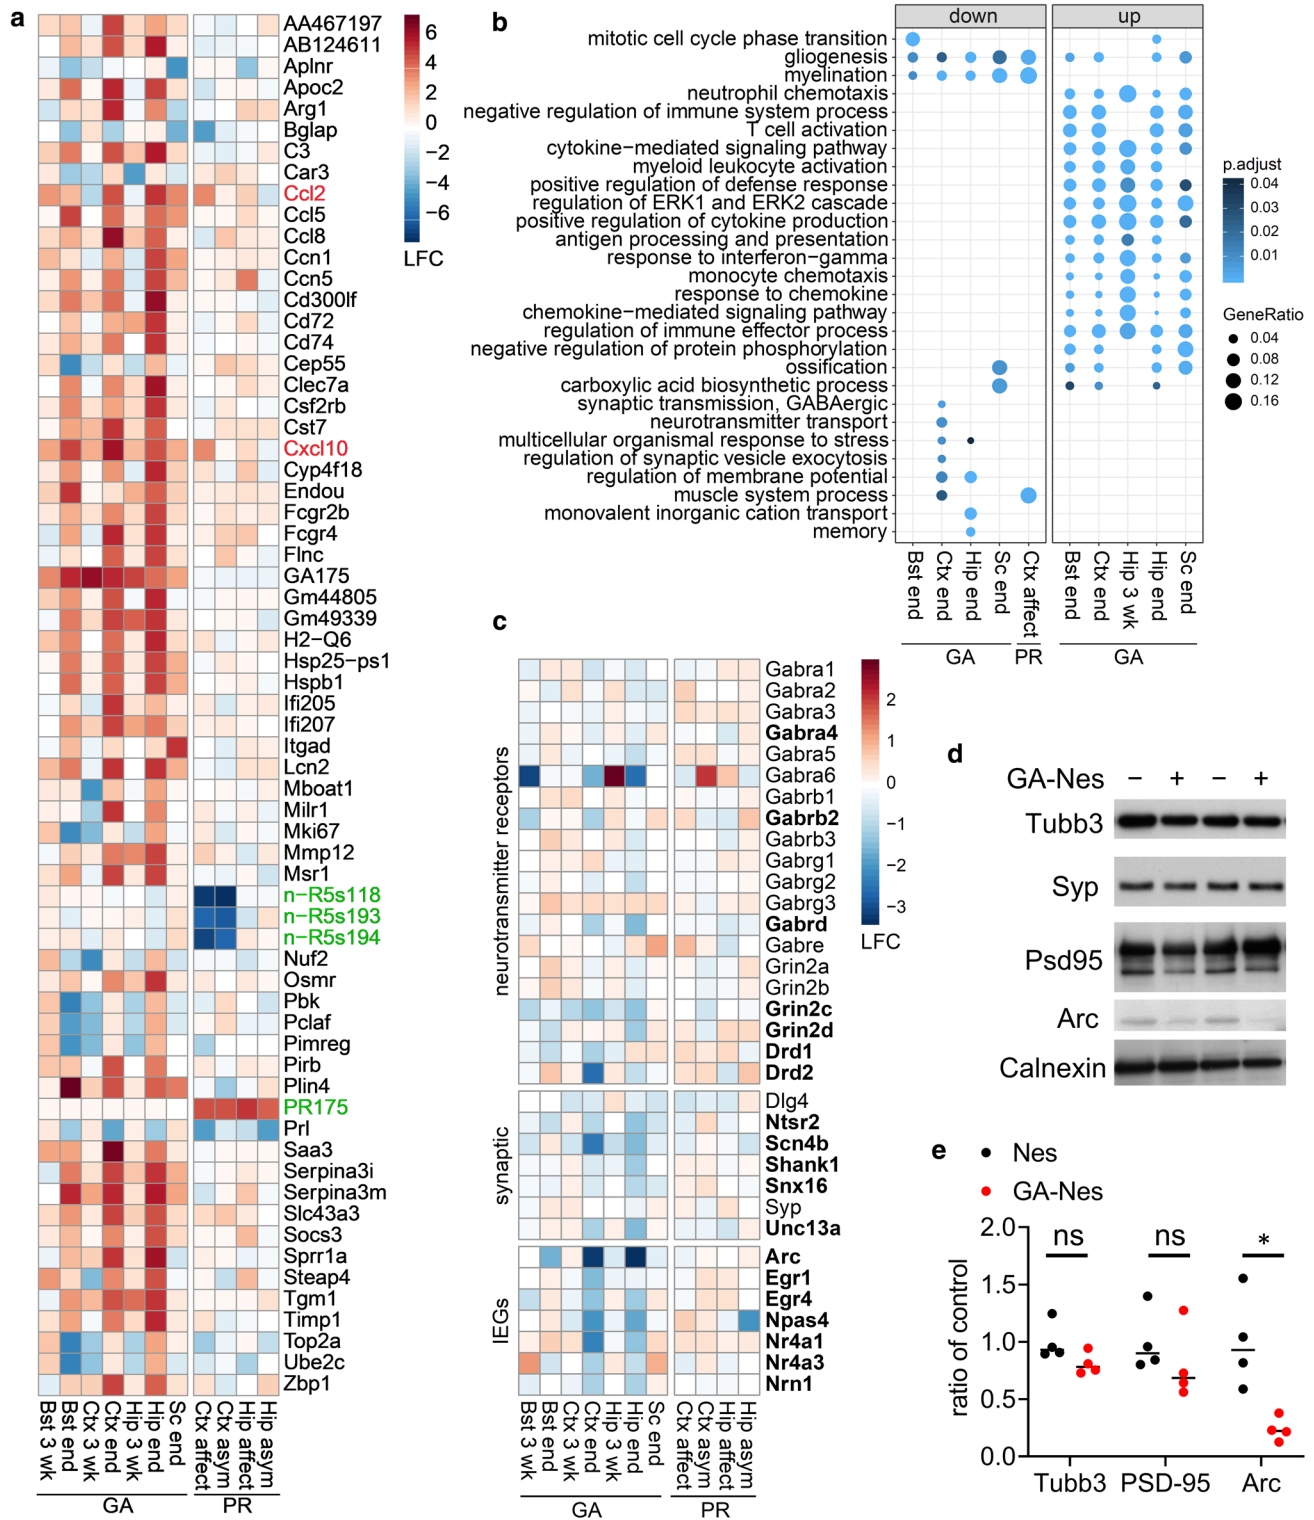 a
AA467197
AB124611
Aplnr
Apoc2
Arg1
Bglap
C3
Car3
Ccl2
Ccl5
Ccl8
Ccn1
Ccn5
Cd300lf
Cd72
Cd74
Cep55
Clec7a
Csf2rb
Cst7
Cxcl10
Cyp4f18
Endou
Fcgr2b
Fcgr4
Flnc
GA175
Gm44805
Gm49339
H2−Q6
Hsp25−ps1
Hspb1
Ifi205
Ifi207
Itgad
Lcn2
Mboat1
Milr1
Mki67
Mmp12
Msr1
n−R5s118
n−R5s193
n−R5s194
Nuf2
Osmr
Pbk
Pclaf
Pimreg
Pirb
Plin4
PR175
Prl
Saa3
Serpina3i
Serpina3m
Slc43a3
Socs3
Sprr1a
Steap4
Tgm1
Timp1
Top2a
Ube2c
Zbp1
6
4
2
0
−2
−4
−6
LFC
Bst 3 wk
Bst end
Ctx 3 wk
Ctx end
Hip 3 wk
Hip end
Sc end
Ctx affect
Ctx asym
Hip affect
Hip asym
GA
PR
b
down
up
mitotic cell cycle phase transition
gliogenesis
myelination
neutrophil chemotaxis
negative regulation of immune system process
T cell activation
cytokine−mediated signaling pathway
myeloid leukocyte activation
positive regulation of defense response
regulation of ERK1 and ERK2 cascade
positive regulation of cytokine production
antigen processing and presentation
response to interferon−gamma
monocyte chemotaxis
response to chemokine
chemokine−mediated signaling pathway
regulation of immune effector process
negative regulation of protein phosphorylation
ossification
carboxylic acid biosynthetic process
synaptic transmission, GABAergic
neurotransmitter transport
multicellular organismal response to stress
regulation of synaptic vesicle exocytosis
regulation of membrane potential
muscle system process
monovalent inorganic cation transport
memory
Bst end
Ctx end
Hip end
Sc end
Ctx affect
Bst end
Ctx end
Hip 3 wk
Hip end
Sc end
GA
PR
GA
p.adjust
0.04
0.03
0.02
0.01
GeneRatio
0.04
0.08
0.12
0.16
c
neurotransmitter receptors
Gabra1
Gabra2
Gabra3
Gabra4
Gabra5
Gabra6
Gabrb1
Gabrb2
Gabrb3
Gabrg1
Gabrg2
Gabrg3
Gabrd
Gabre
Grin2a
Grin2b
Grin2c
Grin2d
Drd1
Drd2
synaptic
Dlg4
Ntsr2
Scn4b
Shank1
Snx16
Syp
Unc13a
IEGs
Arc
Egr1
Egr4
Npas4
Nr4a1
Nr4a3
Nrn1
2
1
0
−1
−2
−3
LFC
Bst 3 wk
Bst end
Ctx 3 wk
Ctx end
Hip 3 wk
Hip end
Sc end
Ctx affect
Ctx asym
Hip affect
Hip asym
GA
PR
d
GA-Nes − + − +
Tubb3
Syp
Psd95
Arc
Calnexin
e
Nes
GA-Nes
ratio of control
2.0
1.5
1.0
0.5
0.0
ns
ns
*
Tubb3
PSD-95
Arc